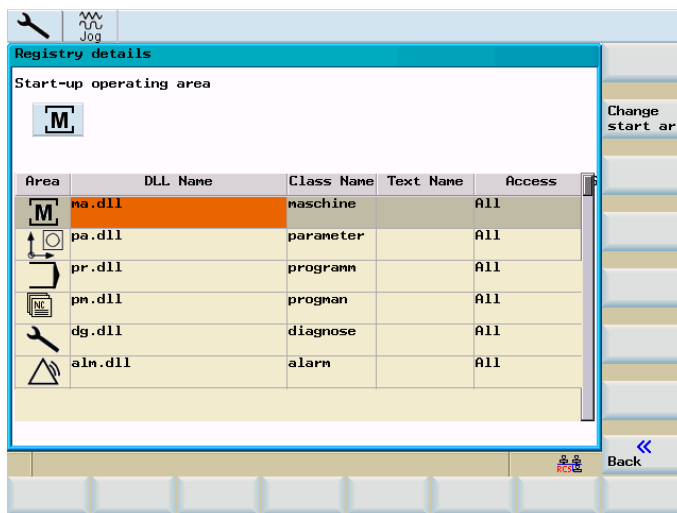 Jog
Registry details
Start-up operating area
M
Change
start ar
Area DLL Name Class Name Text Name Access
M ma.dll maschine All
pa.dll parameter All
pr.dll programm All
NC pm.dll progman All
dg.dll diagnose All
alm.dll alarm All
RCS
Back